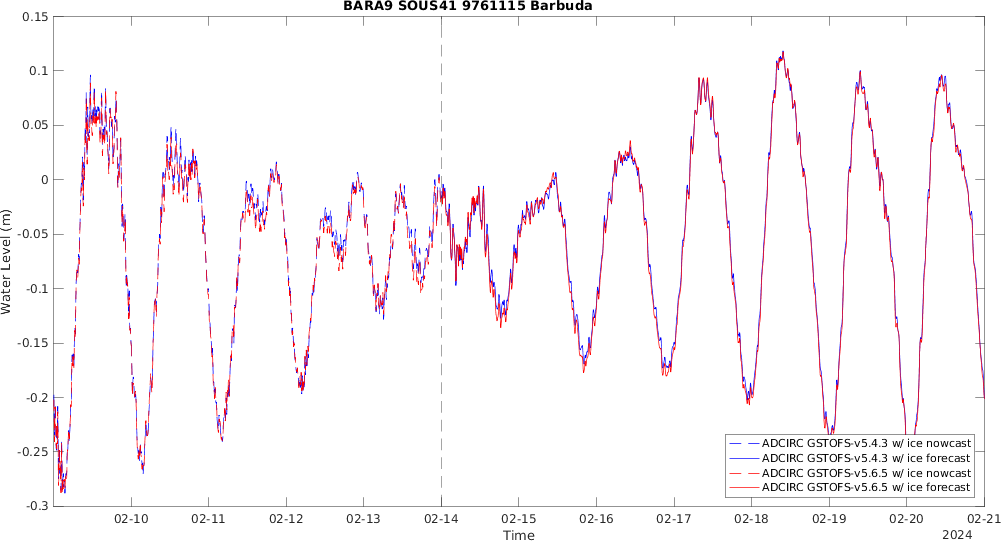 BARA9 SOUS41 9761115 Barbuda
0.15
0.1
0.05
0
-0.05
-0.1
-0.15
-0.2
-0.25
-0.3
Water Level (m)
ADCIRC GSTOFS-v5.4.3 w/ ice nowcast
ADCIRC GSTOFS-v5.4.3 w/ ice forecast
ADCIRC GSTOFS-v5.6.5 w/ ice nowcast
ADCIRC GSTOFS-v5.6.5 w/ ice forecast
02-10 02-11 02-12 02-13 02-14 02-15 02-16 02-17 02-18 02-19 02-20 02-21
Time
2024